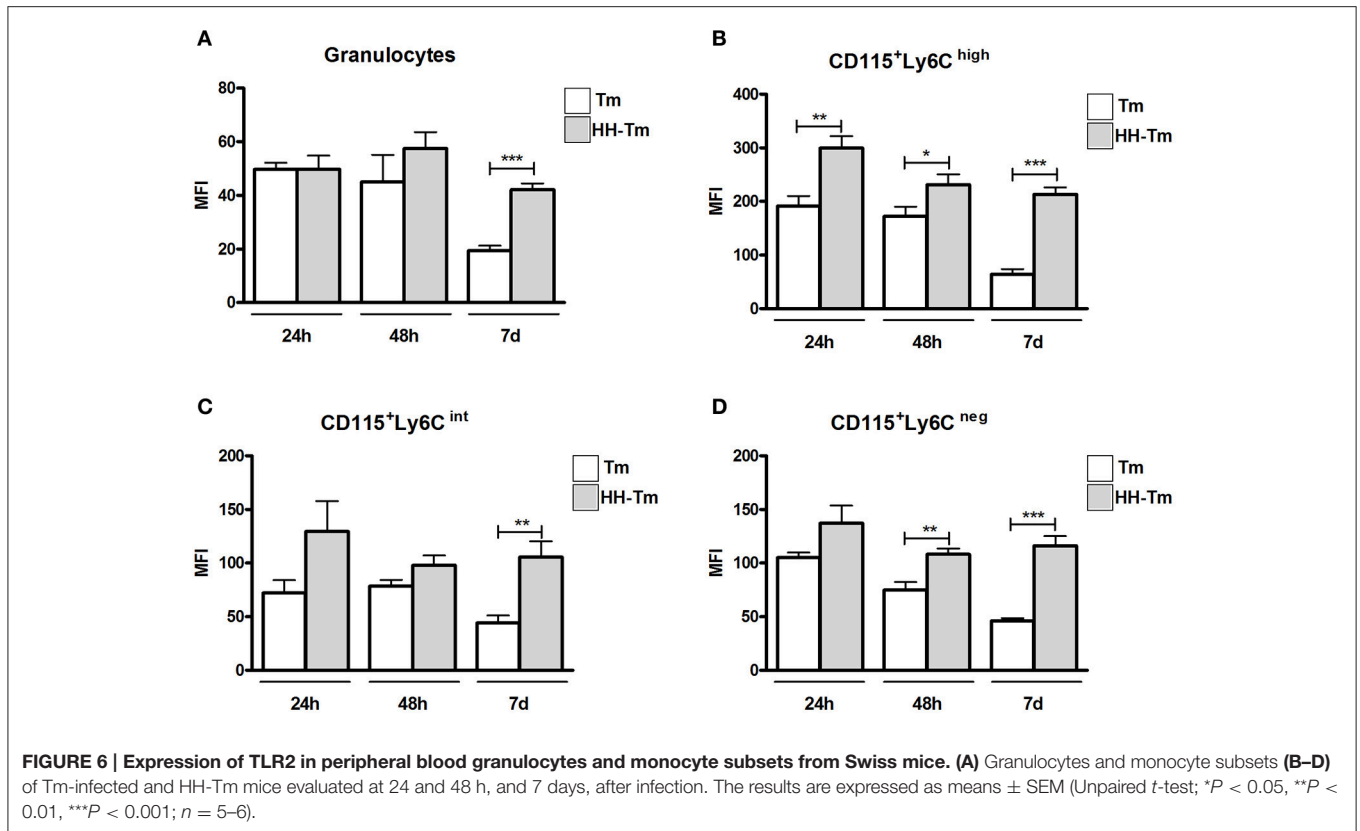 A
Granulocytes
Tm
HH-Tm
MFI
80
60
40
20
0
***
24h
48h
7d
B
CD115+Ly6C high
Tm
HH-Tm
MFI
400
300
200
100
0
**
*
***
24h
48h
7d
C
CD115+Ly6C int
Tm
HH-Tm
MFI
200
150
100
50
0
**
24h
48h
7d
D
CD115+Ly6C neg
Tm
HH-Tm
MFI
200
150
100
50
0
**
***
24h
48h
7d
FIGURE 6 | Expression of TLR2 in peripheral blood granulocytes and monocyte subsets from Swiss mice. (A) Granulocytes and monocyte subsets (B–D)
of Tm-infected and HH-Tm mice evaluated at 24 and 48 h, and 7 days, after infection. The results are expressed as means ± SEM (Unpaired t-test; *P < 0.05, **P <
0.01, ***P < 0.001; n = 5–6).